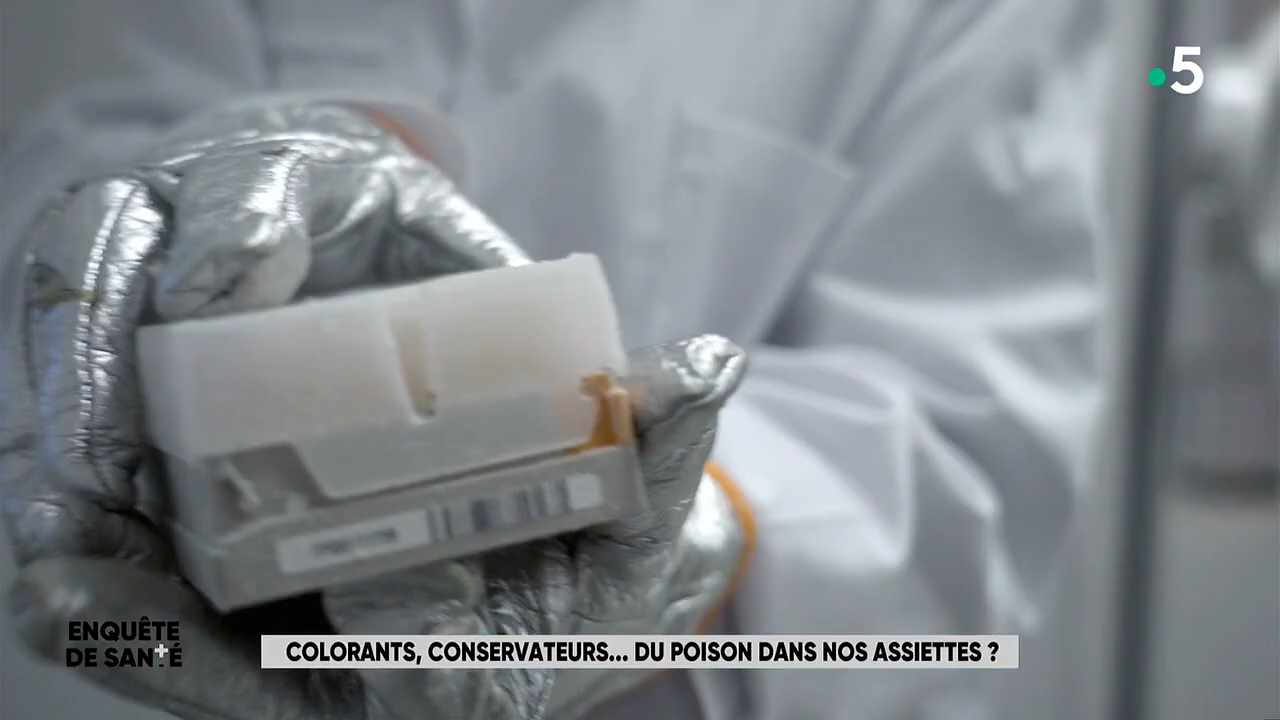 5
ENQUÊTE
DE SANTÉ
COLORANTS, CONSERVATEURS... DU POISON DANS NOS ASSIETTES ?